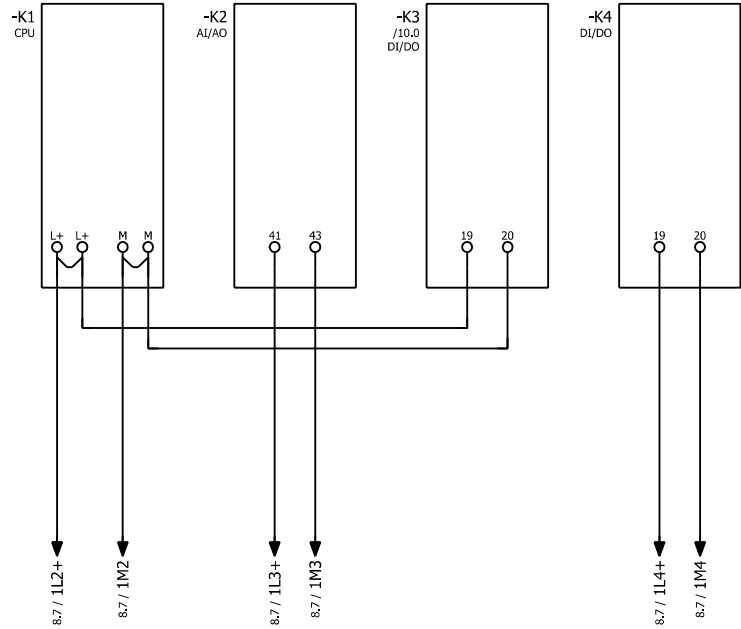 -K1
CPU
L+
L+
M
M
-K2
AI/AO
41
43
-K3
/10.0
DI/DO
19
20
-K4
DI/DO
19
20
8.7 / 1L2+
8.7 / 1M2
8.7 / 1L3+
8.7 / 1M3
8.7 / 1L4+
8.7 / 1M4